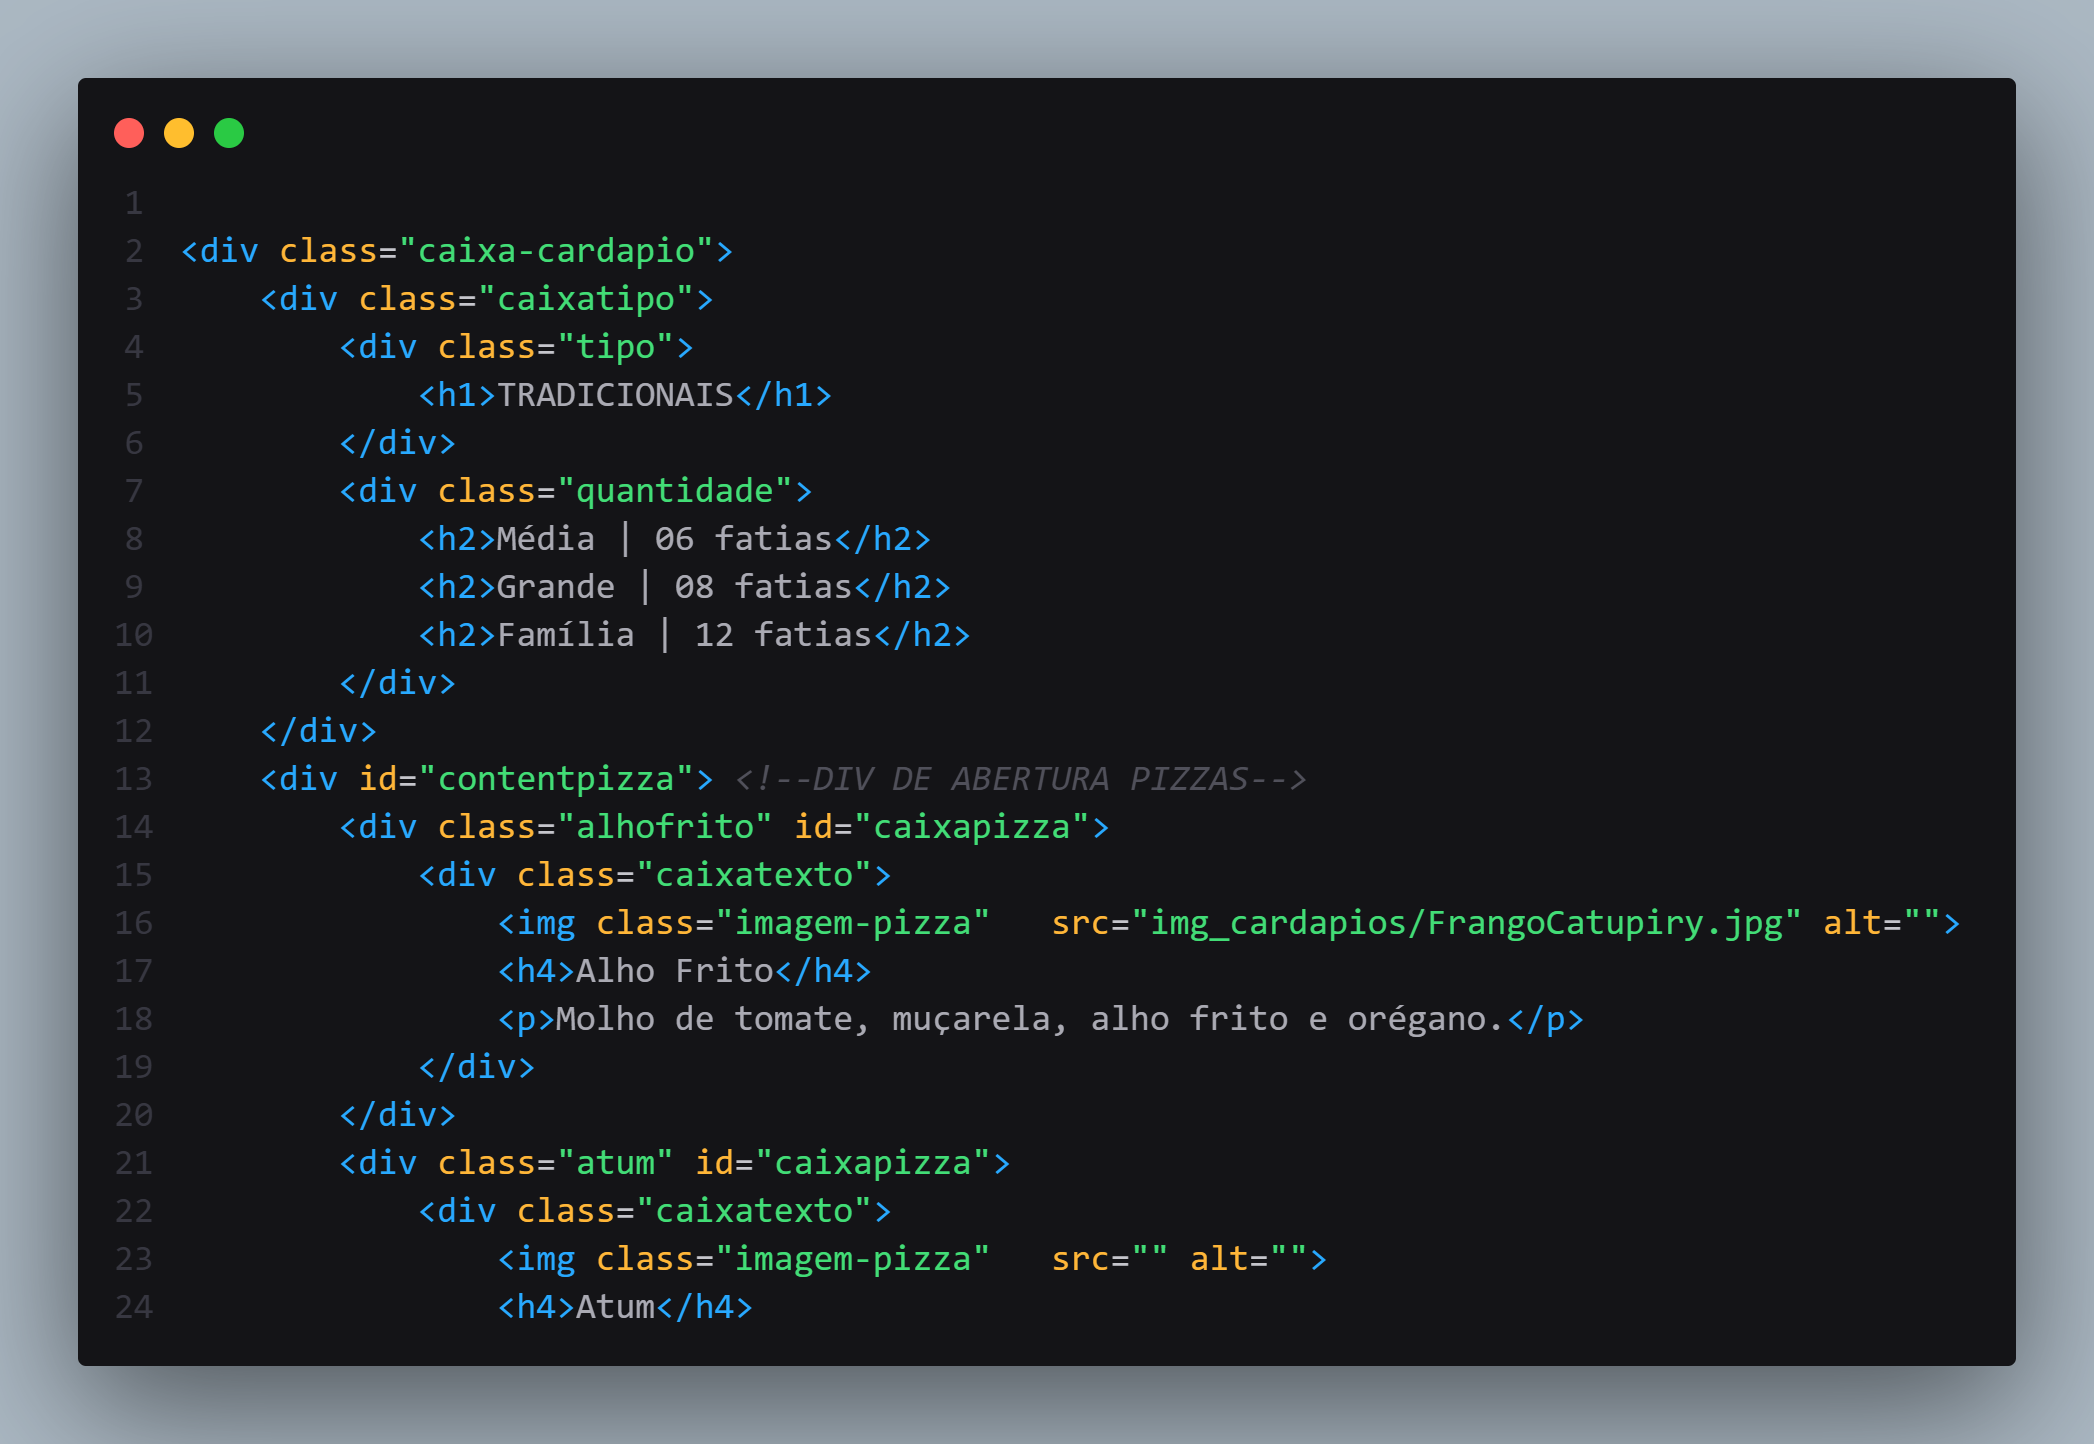 1
2 <div class="caixa-cardapio">
3     <div class="caixatipo">
4         <div class="tipo">
5             <h1>TRADICIONAIS</h1>
6         </div>
7         <div class="quantidade">
8             <h2>Média | 06 fatias</h2>
9             <h2>Grande | 08 fatias</h2>
10             <h2>Família | 12 fatias</h2>
11         </div>
12     </div>
13     <div id="contentpizza"> <!--DIV DE ABERTURA PIZZAS-->
14         <div class="alhofrito" id="caixapizza">
15             <div class="caixatexto">
16                 <img class="imagem-pizza"   src="img_cardapios/FrangoCatupiry.jpg" alt="">
17                 <h4>Alho Frito</h4>
18                 <p>Molho de tomate, muçarela, alho frito e orégano.</p>
19             </div>
20         </div>
21         <div class="atum" id="caixapizza">
22             <div class="caixatexto">
23                 <img class="imagem-pizza"   src="" alt="">
24                 <h4>Atum</h4>